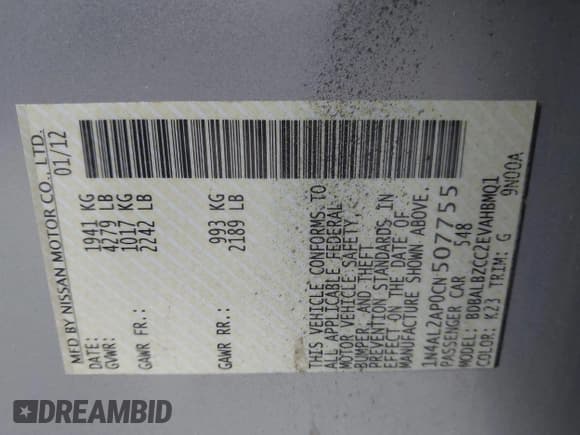 MFD BY NISSAN MOTOR CO., LTD.
DATE: 01/12
GVWR: 1941 KG
4279 LB
GAWR FR.: 1017 KG
2242 LB
GAWR RR.: 993 KG
2189 LB
THIS VEHICLE CONFORMS TO
ALL APPLICABLE FEDERAL
MOTOR VEHICLE SAFETY,
BUMPER, AND THEFT
PREVENTION STANDARDS IN
EFFECT ON THE DATE OF
MANUFACTURE SHOWN ABOVE.
1N4AL2AP0CN507755
PASSENGER CAR 548
MODEL: BDBALBZCC2EVAHBMQ1
COLOR: K23 TRIM: G 9N00A
DREAMBID